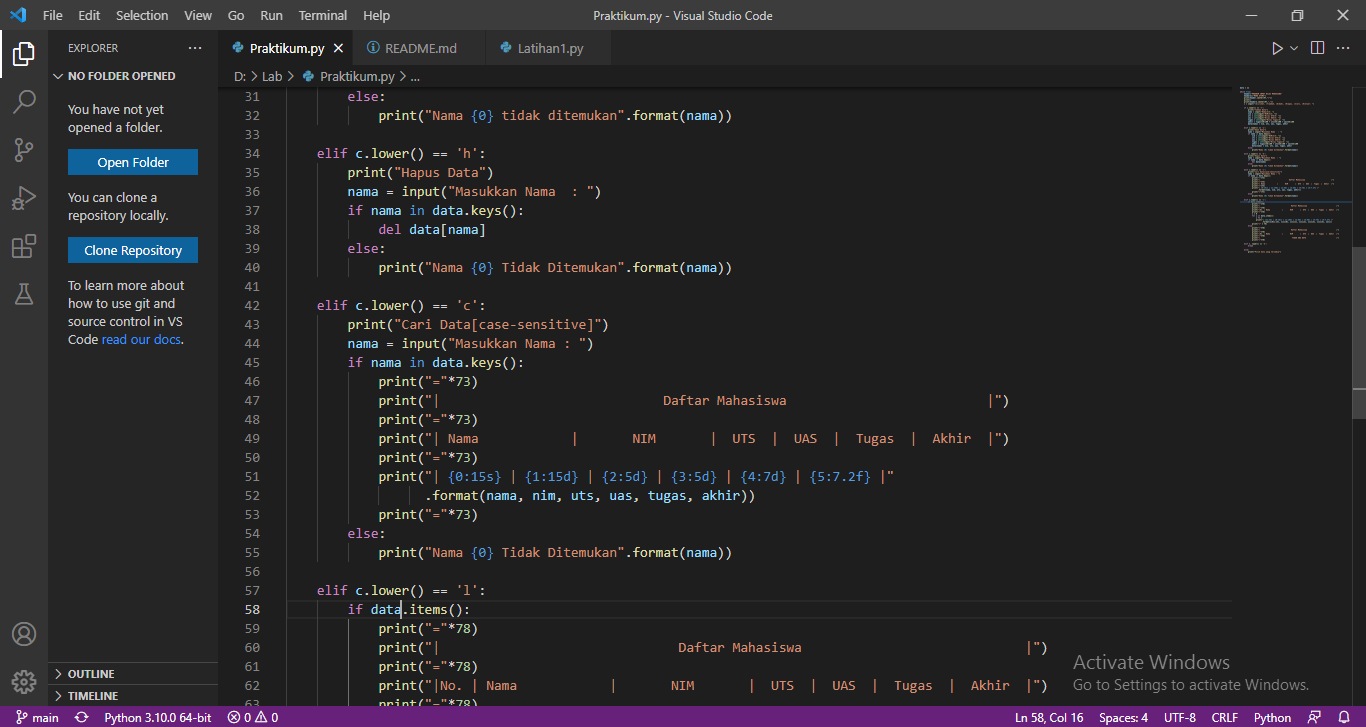 File Edit Selection View Go Run Terminal Help
Praktikum.py - Visual Studio Code
EXPLORER
NO FOLDER OPENED
You have not yet
opened a folder.
Open Folder
You can clone a
repository locally.
Clone Repository
To learn more about
how to use git and
source control in VS
Code read our docs.
OUTLINE
TIMELINE
Praktikum.py
README.md
Latihan1.py
D: > Lab > Praktikum.py > ...
31 else:
32 print("Nama {0} tidak ditemukan".format(nama))
33
34 elif c.lower() == 'h':
35 print("Hapus Data")
36 nama = input("Masukkan Nama  : ")
37 if nama in data.keys():
38 del data[nama]
39 else:
40 print("Nama {0} Tidak Ditemukan".format(nama))
41
42 elif c.lower() == 'c':
43 print("Cari Data[case-sensitive]")
44 nama = input("Masukkan Nama : ")
45 if nama in data.keys():
46 print("="*73)
47 print("|                             Daftar Mahasiswa                          |")
48 print("="*73)
49 print("| Nama            |       NIM       |  UTS  |  UAS  |  Tugas  |  Akhir  |")
50 print("="*73)
51 print("| {0:15s} | {1:15d} | {2:5d} | {3:5d} | {4:7d} | {5:7.2f} |"
52 .format(nama, nim, uts, uas, tugas, akhir))
53 print("="*73)
54 else:
55 print("Nama {0} Tidak Ditemukan".format(nama))
56
57 elif c.lower() == 'l':
58 if data.items():
59 print("="*78)
60 print("|                               Daftar Mahasiswa                             |")
61 print("="*78)
62 print("|No. | Nama            |       NIM       |  UTS  |  UAS  |  Tugas  |  Akhir  |")
63 print("="*78)
Activate Windows
Go to Settings to activate Windows.
main Python 3.10.0 64-bit 0 0 Ln 58, Col 16 Spaces: 4 UTF-8 CRLF Python